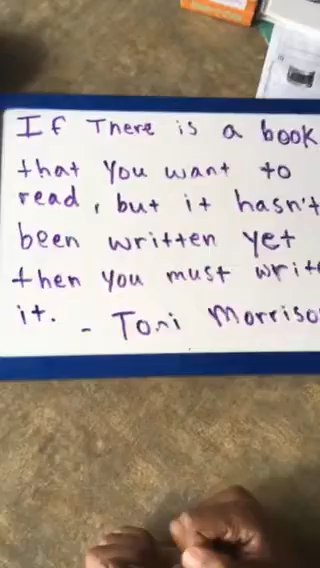 If There is a book
that you want to
read, but it hasn't
been written yet
then you must write
it. - Toni Morriso